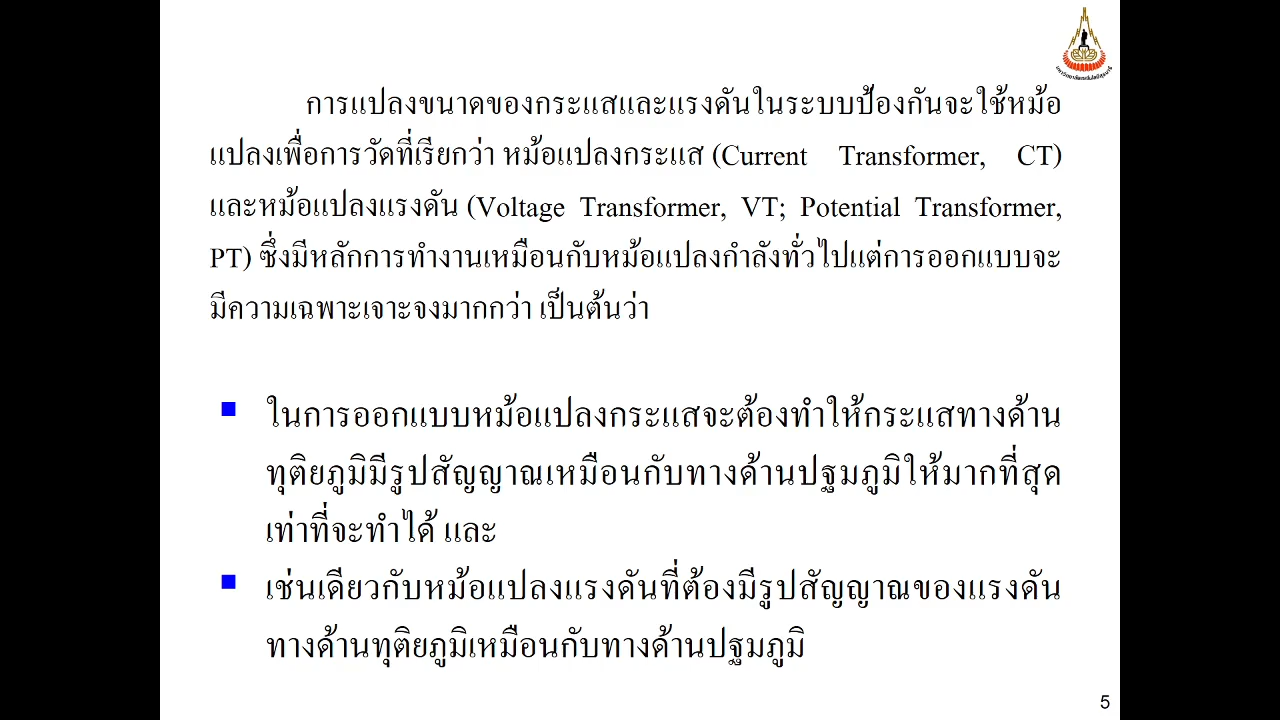 การแปลงขนาดของกระแสและแรงดันในระบบป้องกันจะใช้หม้อ
แปลงเพื่อการวัดที่เรียกว่า หม้อแปลงกระแส (Current Transformer, CT)
และหม้อแปลงแรงดัน (Voltage Transformer, VT; Potential Transformer,
PT) ซึ่งมีหลักการทำงานเหมือนกับหม้อแปลงกำลังทั่วไปแต่การออกแบบจะ
มีความเฉพาะเจาะจงมากกว่า เป็นต้นว่า
ในการออกแบบหม้อแปลงกระแสจะต้องทำให้กระแสทางด้าน
ทุติยภูมิมีรูปสัญญาณเหมือนกับทางด้านปฐมภูมิให้มากที่สุด
เท่าที่จะทำได้ และ
เช่นเดียวกับหม้อแปลงแรงดันที่ต้องมีรูปสัญญาณของแรงดัน
ทางด้านทุติยภูมิเหมือนกับทางด้านปฐมภูมิ
5